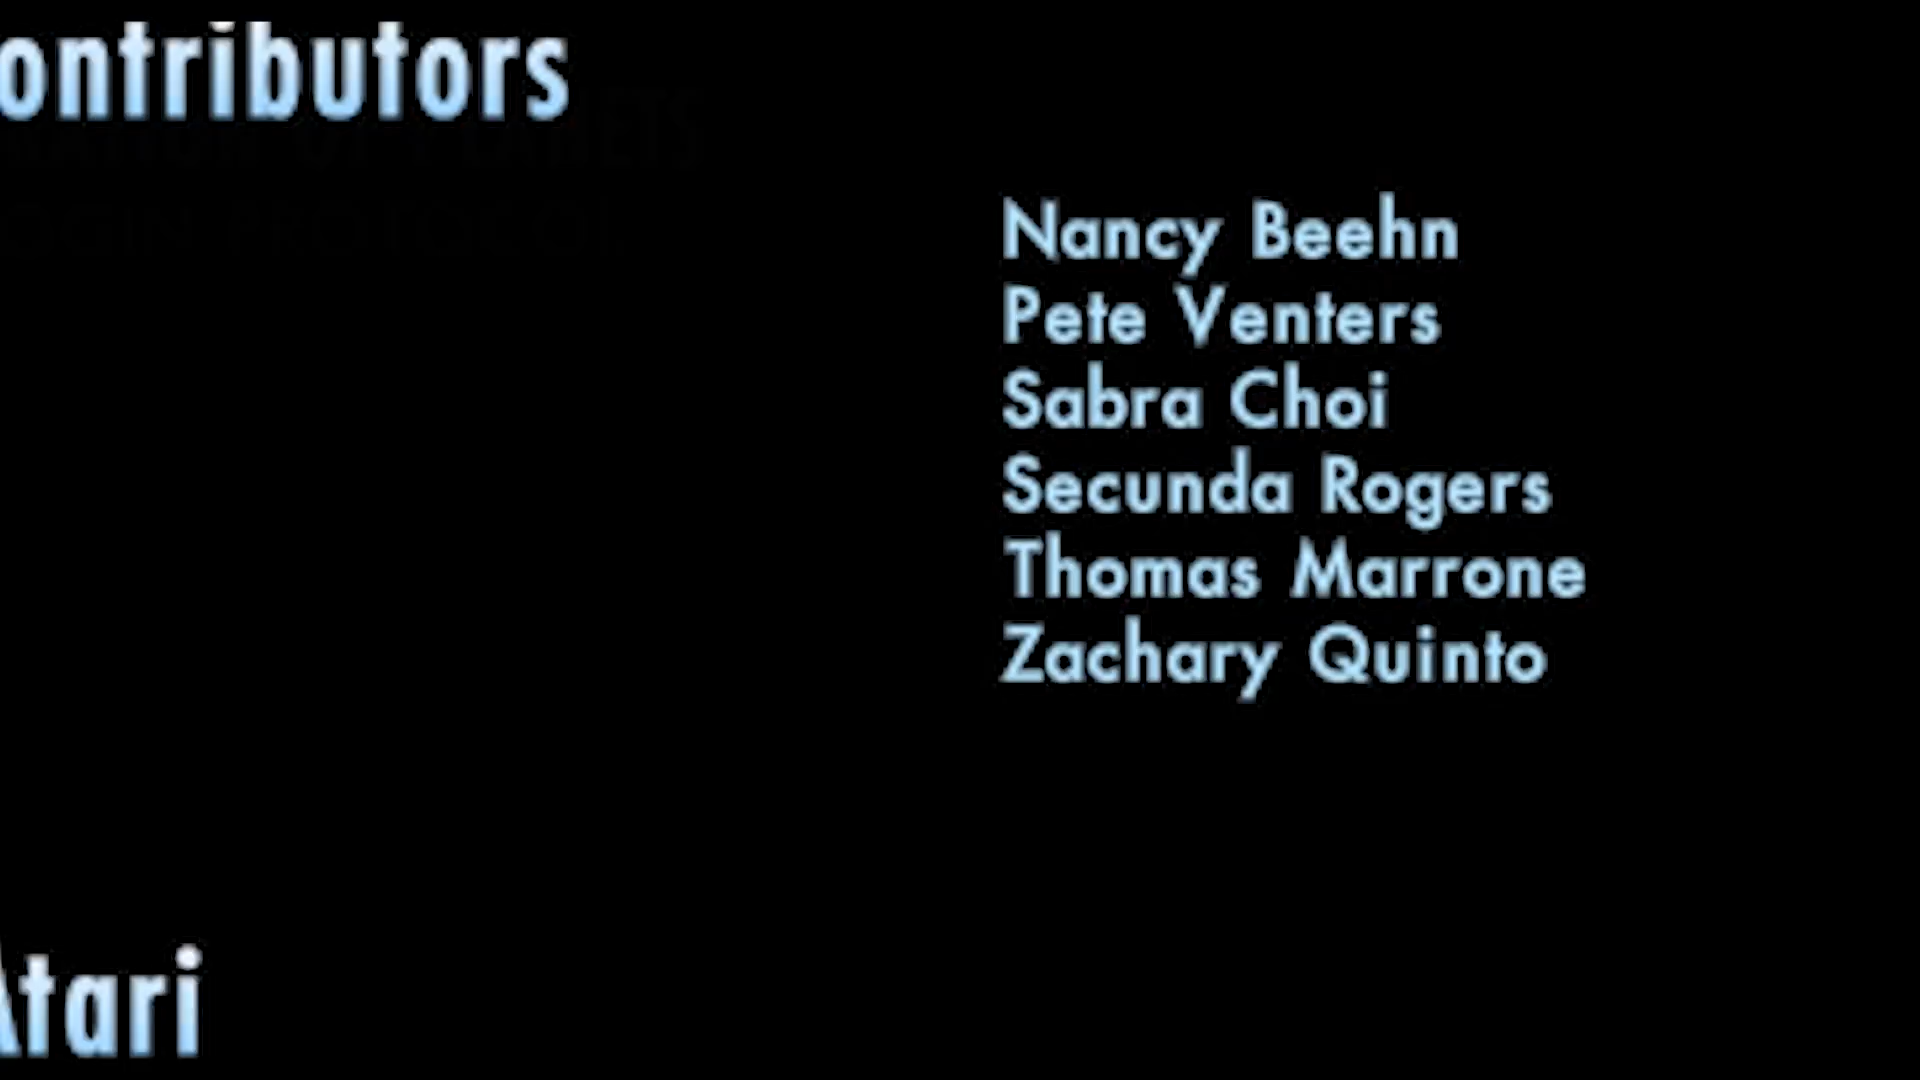 ontributors
Nancy Beehn
Pete Venters
Sabra Choi
Secunda Rogers
Thomas Marrone
Zachary Quinto
Atari